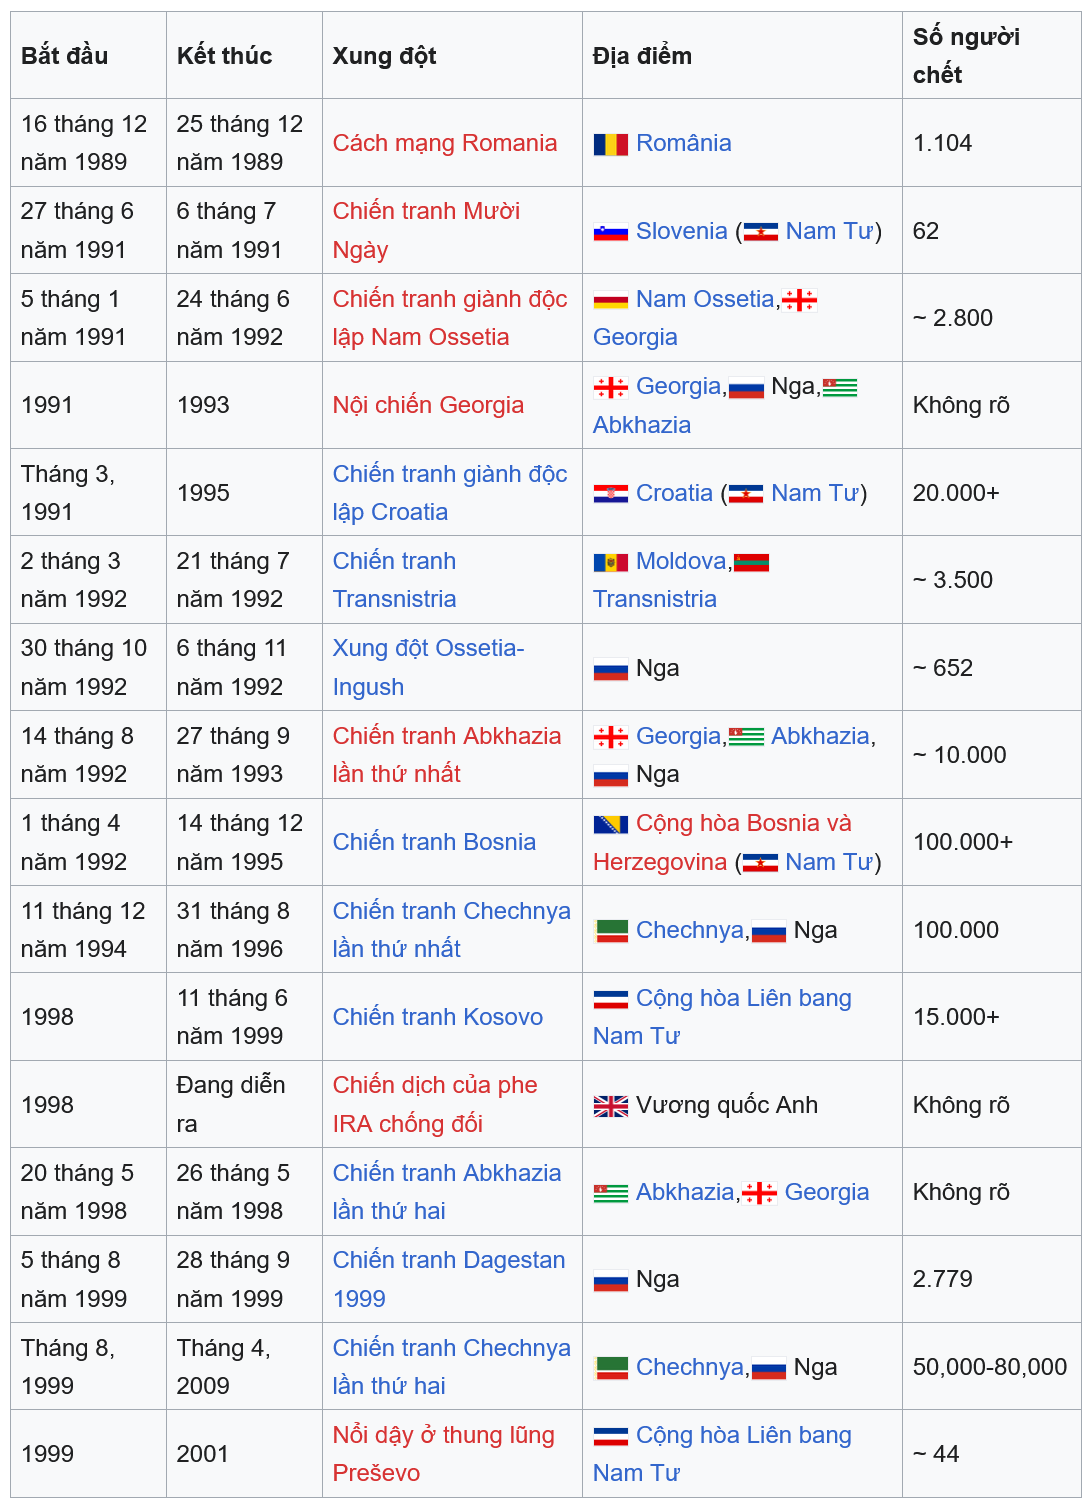 Bắt đầu Kết thúc Xung đột Địa điểm Số người chết
16 tháng 12 năm 1989 25 tháng 12 năm 1989 Cách mạng Romania România 1.104
27 tháng 6 năm 1991 6 tháng 7 năm 1991 Chiến tranh Mười Ngày Slovenia (Nam Tư) 62
5 tháng 1 năm 1991 24 tháng 6 năm 1992 Chiến tranh giành độc lập Nam Ossetia Nam Ossetia, Georgia ~ 2.800
1991 1993 Nội chiến Georgia Georgia, Nga, Abkhazia Không rõ
Tháng 3, 1991 1995 Chiến tranh giành độc lập Croatia Croatia (Nam Tư) 20.000+
2 tháng 3 năm 1992 21 tháng 7 năm 1992 Chiến tranh Transnistria Moldova, Transnistria ~ 3.500
30 tháng 10 năm 1992 6 tháng 11 năm 1992 Xung đột Ossetia-Ingush Nga ~ 652
14 tháng 8 năm 1992 27 tháng 9 năm 1993 Chiến tranh Abkhazia lần thứ nhất Georgia, Abkhazia, Nga ~ 10.000
1 tháng 4 năm 1992 14 tháng 12 năm 1995 Chiến tranh Bosnia Cộng hòa Bosnia và Herzegovina (Nam Tư) 100.000+
11 tháng 12 năm 1994 31 tháng 8 năm 1996 Chiến tranh Chechnya lần thứ nhất Chechnya, Nga 100.000
1998 11 tháng 6 năm 1999 Chiến tranh Kosovo Cộng hòa Liên bang Nam Tư 15.000+
1998 Đang diễn ra Chiến dịch của phe IRA chống đối Vương quốc Anh Không rõ
20 tháng 5 năm 1998 26 tháng 5 năm 1998 Chiến tranh Abkhazia lần thứ hai Abkhazia, Georgia Không rõ
5 tháng 8 năm 1999 28 tháng 9 năm 1999 Chiến tranh Dagestan 1999 Nga 2.779
Tháng 8, 1999 Tháng 4, 2009 Chiến tranh Chechnya lần thứ hai Chechnya, Nga 50,000-80,000
1999 2001 Nổi dậy ở thung lũng Preševo Cộng hòa Liên bang Nam Tư ~ 44